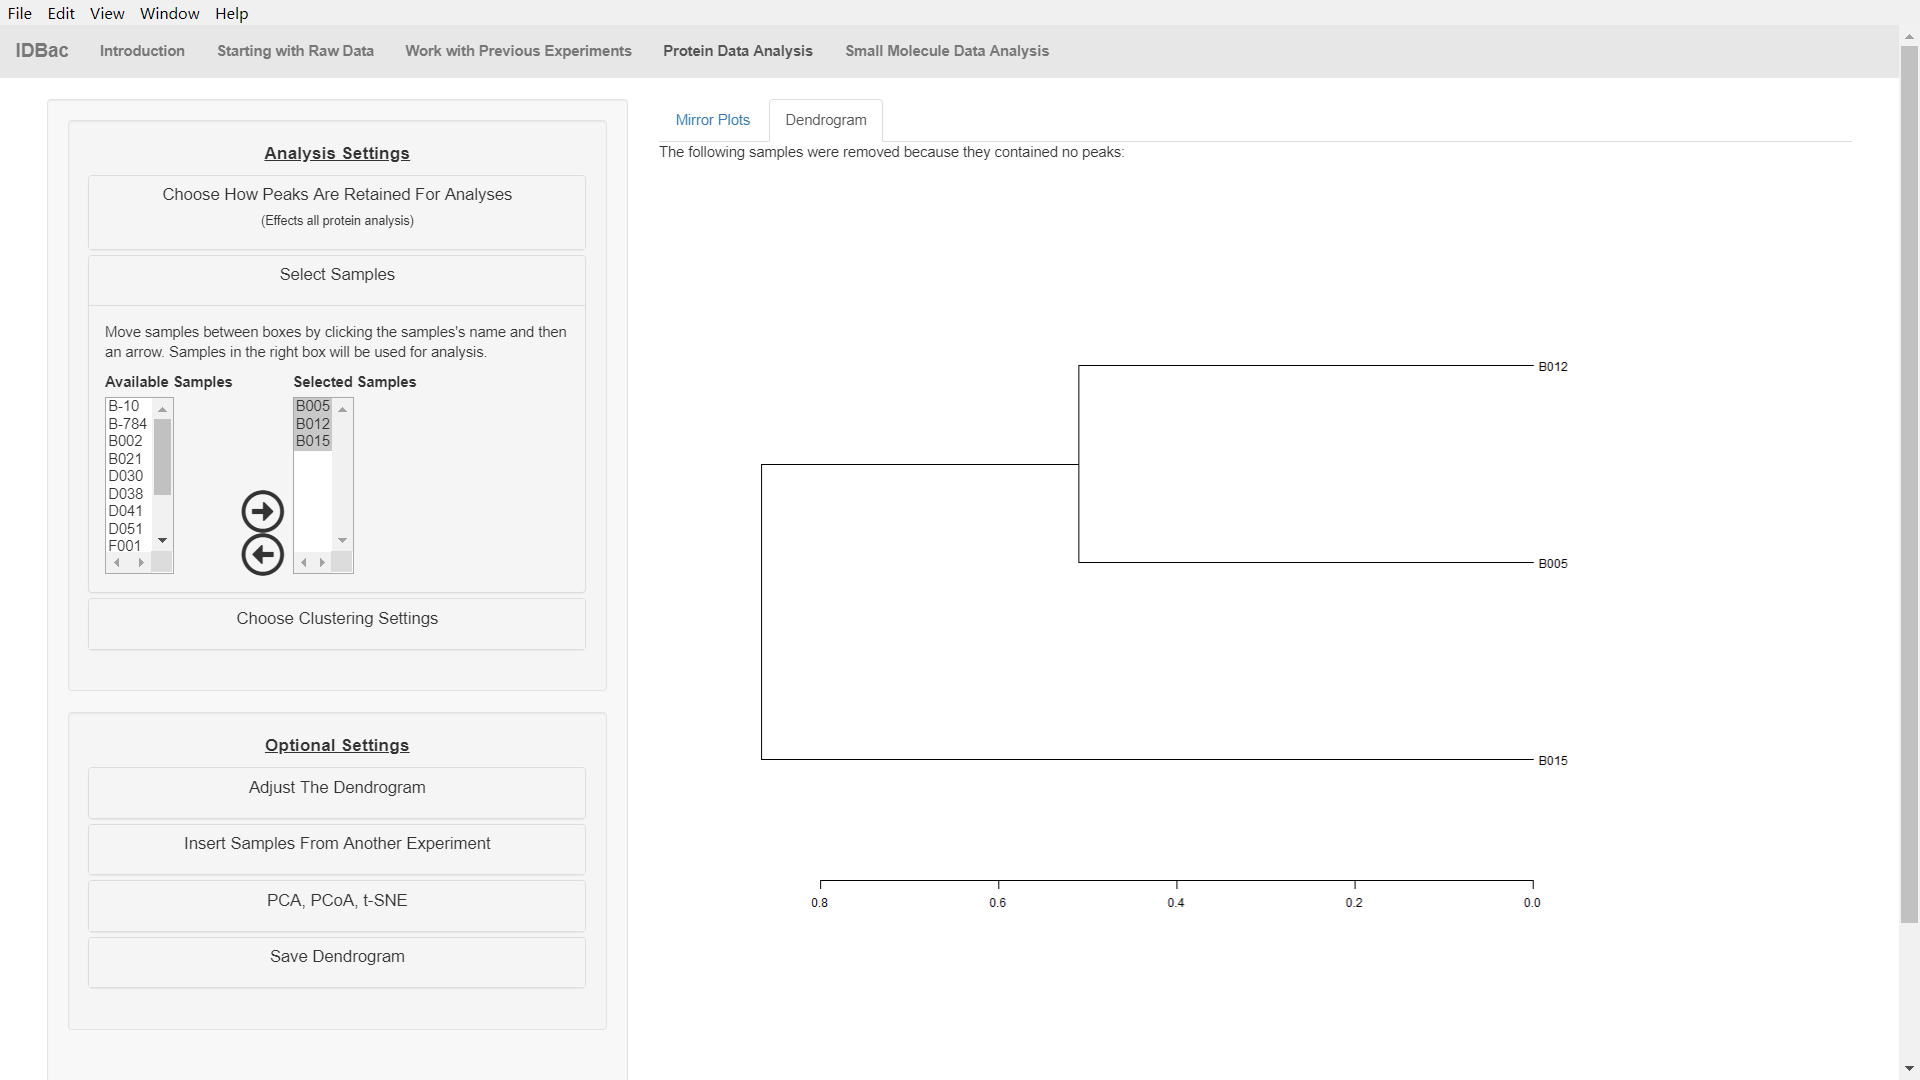 File Edit View Window Help
IDBac Introduction Starting with Raw Data Work with Previous Experiments Protein Data Analysis Small Molecule Data Analysis
Analysis Settings
Choose How Peaks Are Retained For Analyses
(Effects all protein analysis)
Select Samples
Move samples between boxes by clicking the samples's name and then
an arrow. Samples in the right box will be used for analysis.
Available Samples
B-10
B-784
B002
B021
D030
D038
D041
D051
F001
Selected Samples
B005
B012
B015
Choose Clustering Settings
Optional Settings
Adjust The Dendrogram
Insert Samples From Another Experiment
PCA, PCoA, t-SNE
Save Dendrogram
Mirror Plots Dendrogram
The following samples were removed because they contained no peaks:
B012
B005
B015
0.8 0.6 0.4 0.2 0.0